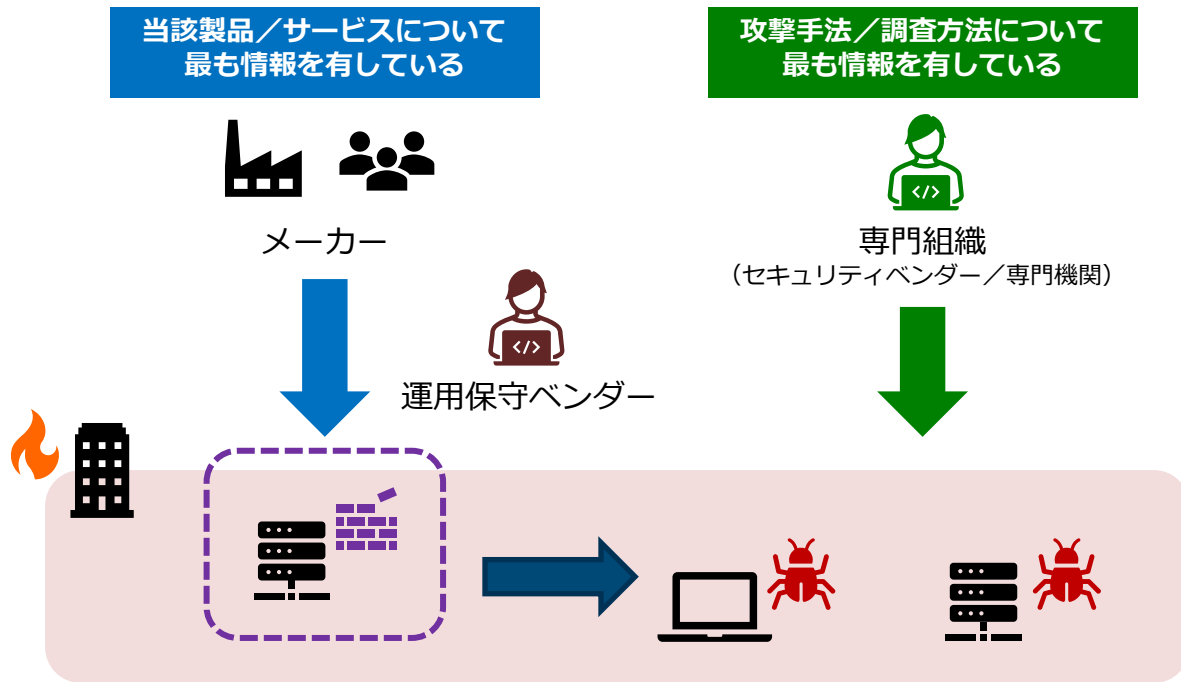 当該製品／サービスについて
最も情報を有している
攻撃手法／調査方法について
最も情報を有している
メーカー
専門組織
（セキュリティベンダー／専門機関）
運用保守ベンダー